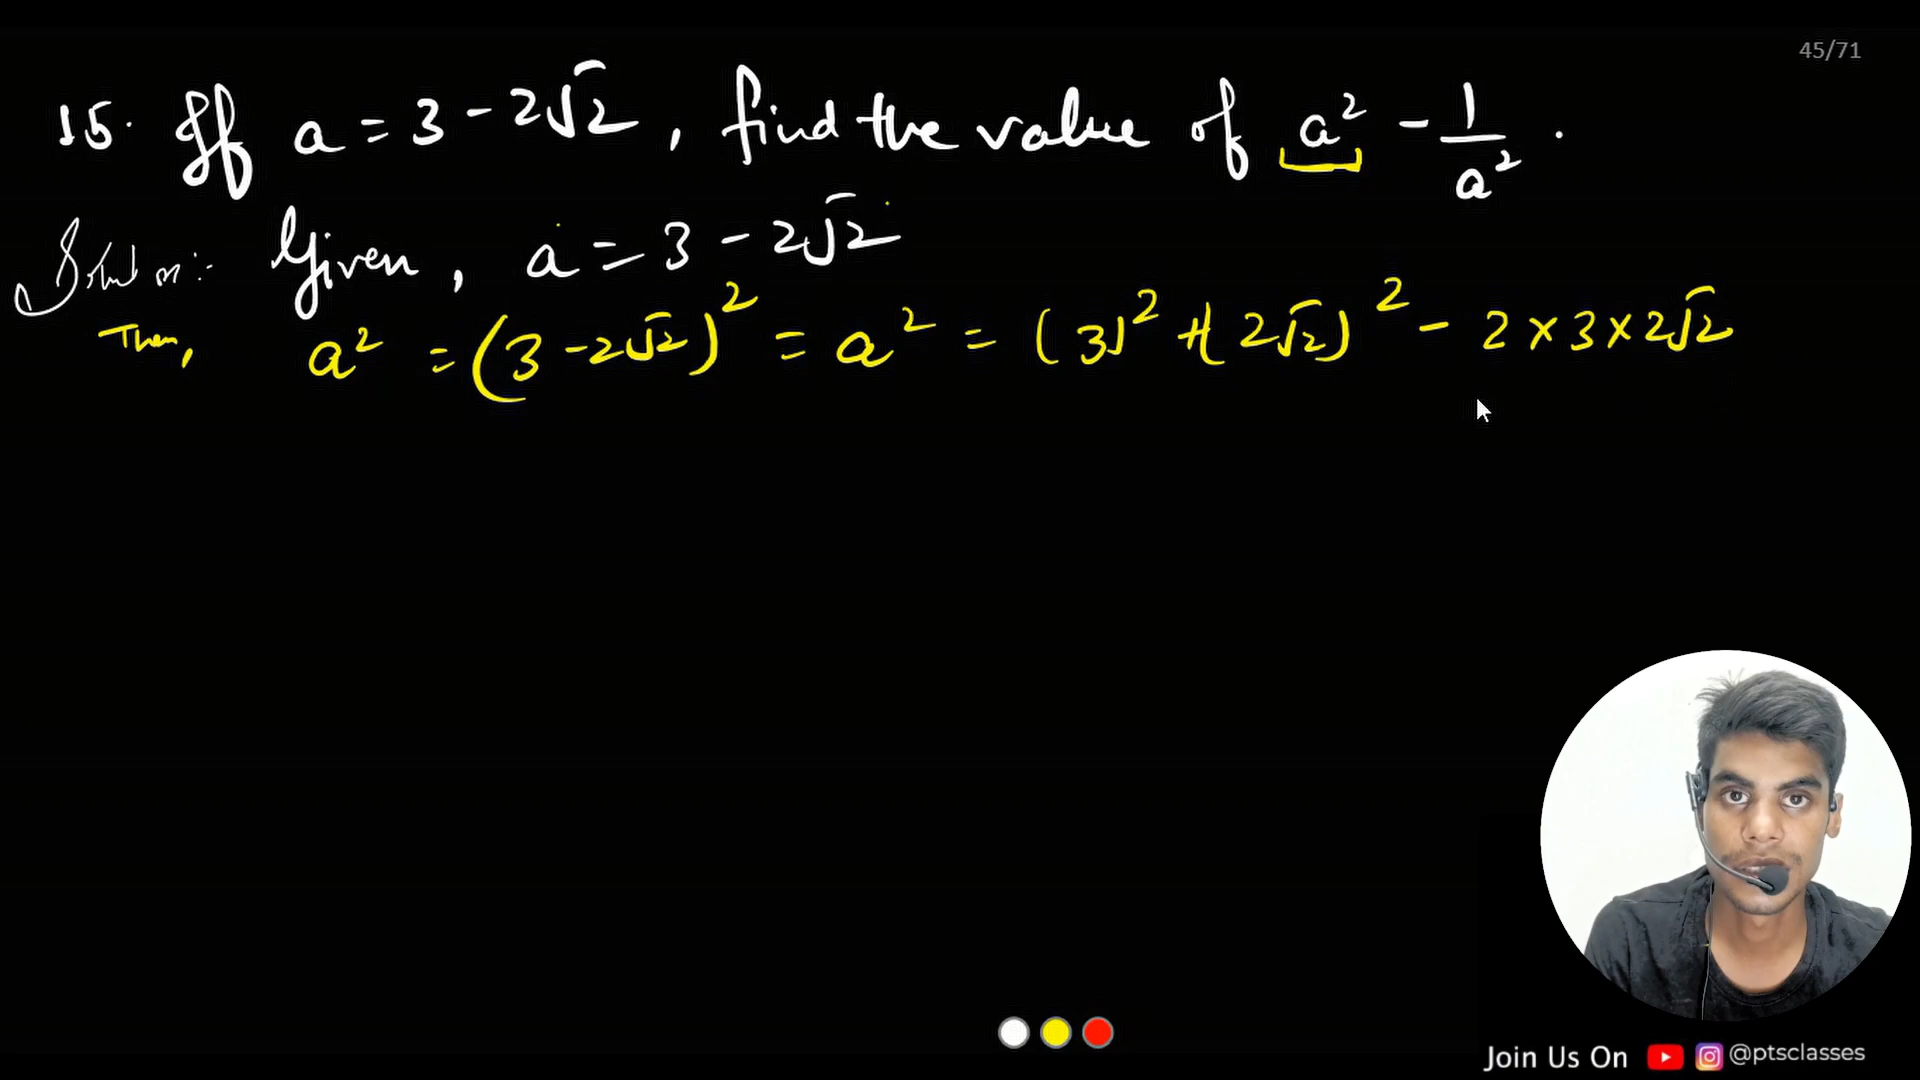 45/71
15. If a = 3 - 2√2, find the value of a² - 1/a².
Solution:- Given, a = 3 - 2√2
Then, a² = (3 - 2√2)² = a² = (3)² + (2√2)² - 2 × 3 × 2√2
Join Us On @ptsclasses